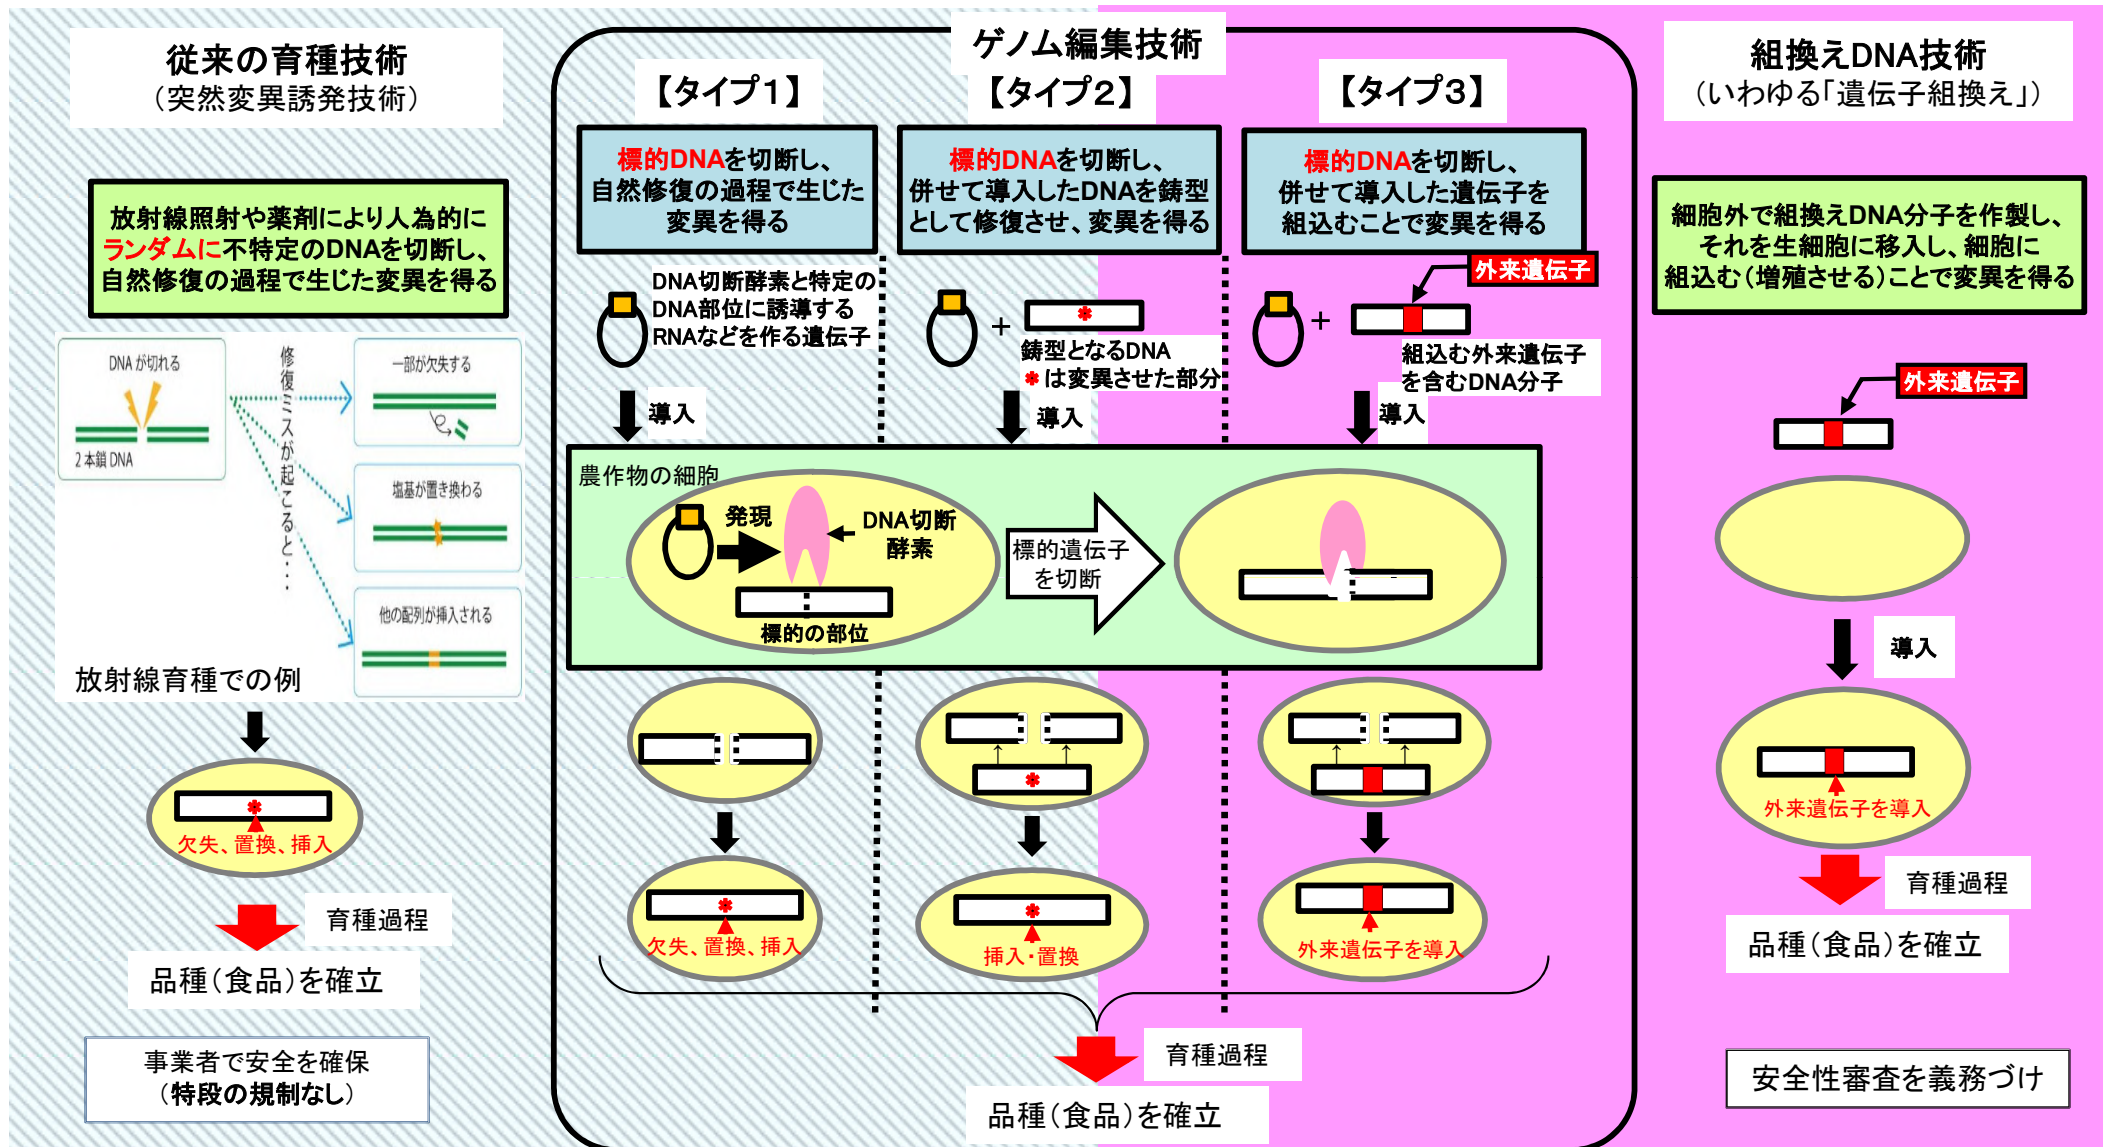 従来の育種技術
（突然変異誘発技術）
放射線照射や薬剤により人為的に
ランダムに不特定のDNAを切断し、
自然修復の過程で生じた変異を得る
DNA が切れる
2 本鎖 DNA
修復ミスが起こると・・・
一部が欠失する
塩基が置き換わる
他の配列が挿入される
放射線育種での例
*
欠失、置換、挿入
育種過程
品種（食品）を確立
事業者で安全を確保
（特段の規制なし）
ゲノム編集技術
【タイプ１】
標的DNAを切断し、
自然修復の過程で生じた
変異を得る
DNA切断酵素と特定の
DNA部位に誘導する
RNAなどを作る遺伝子
導入
【タイプ２】
標的DNAを切断し、
併せて導入したDNAを鋳型
として修復させ、変異を得る
+
*
鋳型となるDNA
* は変異させた部分
導入
【タイプ３】
標的DNAを切断し、
併せて導入した遺伝子を
組込むことで変異を得る
外来遺伝子
+
組込む外来遺伝子
を含むDNA分子
導入
農作物の細胞
発現
DNA切断
酵素
標的の部位
標的遺伝子
を切断
*
*
欠失、置換、挿入
*
挿入・置換
外来遺伝子を導入
育種過程
品種（食品）を確立
組換えDNA技術
（いわゆる「遺伝子組換え」）
細胞外で組換えDNA分子を作製し、
それを生細胞に移入し、細胞に
組込む（増殖させる）ことで変異を得る
外来遺伝子
導入
外来遺伝子を導入
育種過程
品種（食品）を確立
安全性審査を義務づけ